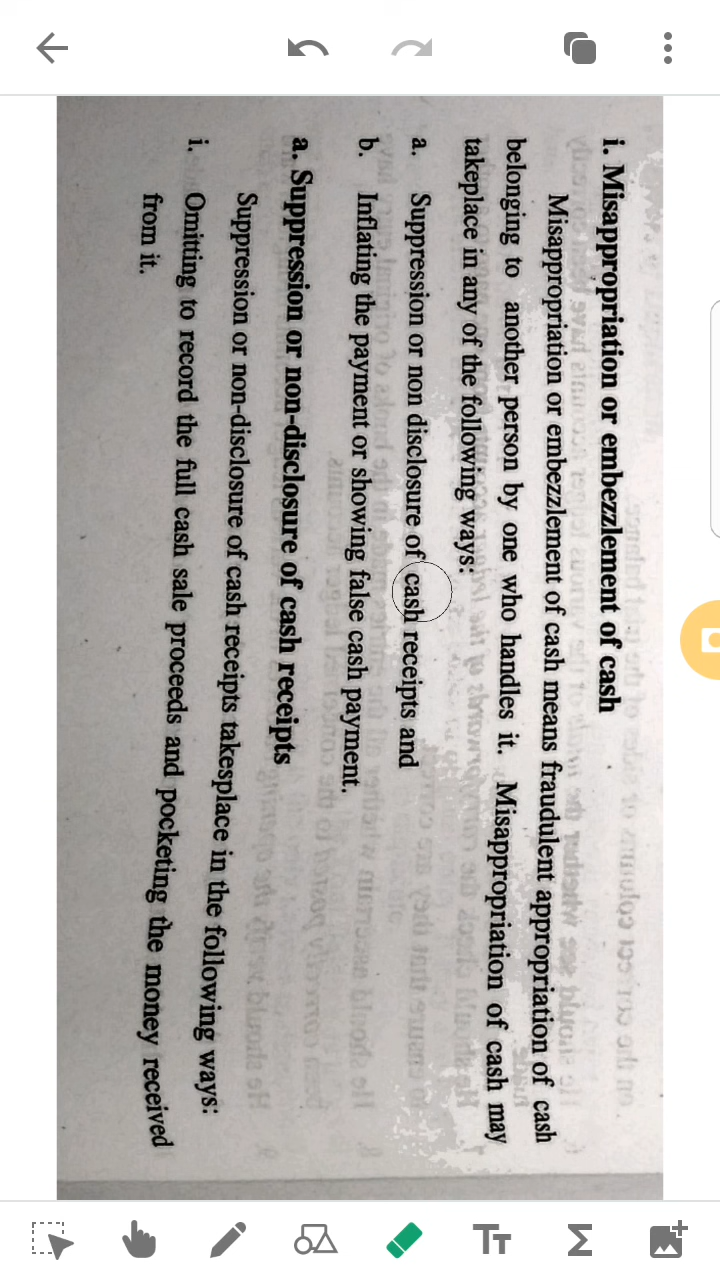 i. Misappropriation or embezzlement of cash
Misappropriation or embezzlement of cash means fraudulent appropriation of cash
belonging to another person by one who handles it. Misappropriation of cash may
takeplace in any of the following ways:
a. Suppression or non disclosure of cash receipts and
b. Inflating the payment or showing false cash payment.
a. Suppression or non-disclosure of cash receipts
Suppression or non-disclosure of cash receipts takesplace in the following ways:
i. Omitting to record the full cash sale proceeds and pocketing the money received
from it.